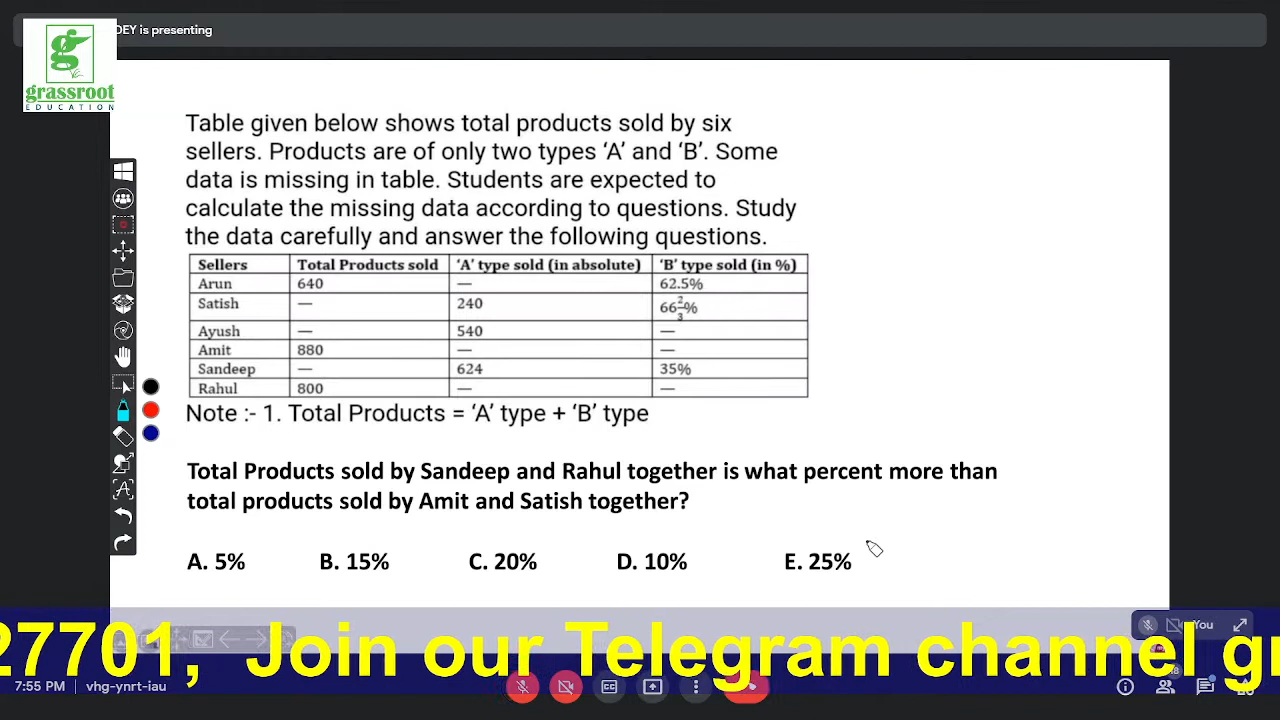 DEY is presenting
g
grassroot
EDUCATION
Table given below shows total products sold by six
sellers. Products are of only two types ‘A’ and ‘B’. Some
data is missing in table. Students are expected to
calculate the missing data according to questions. Study
the data carefully and answer the following questions.
Sellers Total Products sold ‘A’ type sold (in absolute) ‘B’ type sold (in %)
Arun 640 — 62.5%
Satish — 240 66 2/3%
Ayush — 540 —
Amit 880 — —
Sandeep — 624 35%
Rahul 800 — —
Note :- 1. Total Products = ‘A’ type + ‘B’ type
Total Products sold by Sandeep and Rahul together is what percent more than
total products sold by Amit and Satish together?
A. 5% B. 15% C. 20% D. 10% E. 25%
You
27701, Join our Telegram channel gr
7:55 PM | vhg-ynrt-iau